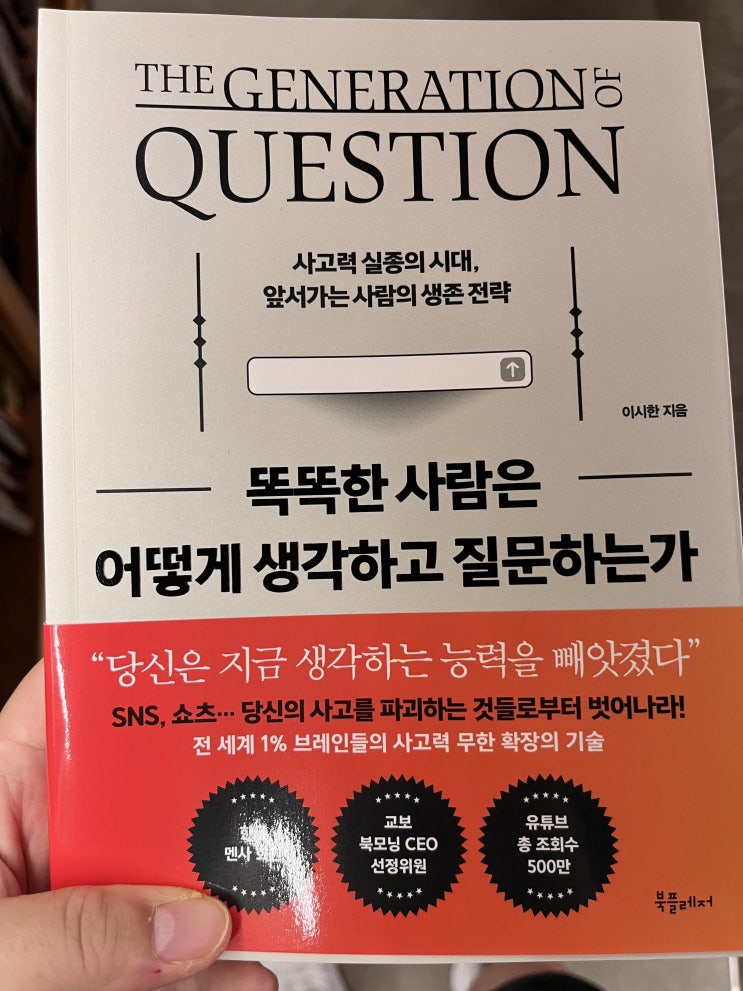 THE GENERATION OF
QUESTION
사고력 실종의 시대,
앞서가는 사람의 생존 전략
이시한 지음
똑똑한 사람은
어떻게 생각하고 질문하는가
“당신은 지금 생각하는 능력을 빼앗겼다”
SNS, 쇼츠… 당신의 사고를 파괴하는 것들로부터 벗어나라!
전 세계 1% 브레인들의 사고력 무한 확장의 기술
멘사
교보
북모닝 CEO
선정위원
유튜브
총 조회수
500만
북플레저